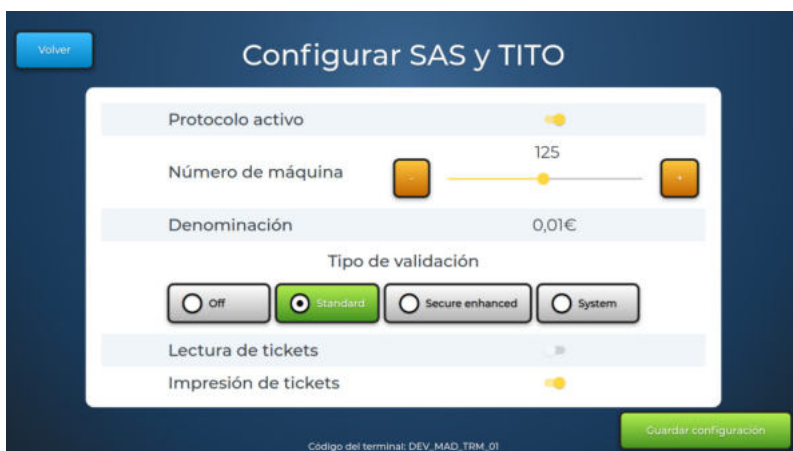 Volver
Configurar SAS y TITO
Protocolo activo
125
Número de máquina
-
+
Denominación
0,01€
Tipo de validación
Off
Standard
Secure enhanced
System
Lectura de tickets
Impresión de tickets
Guardar configuración
Código del terminal: DEV_MAD_TRM_01